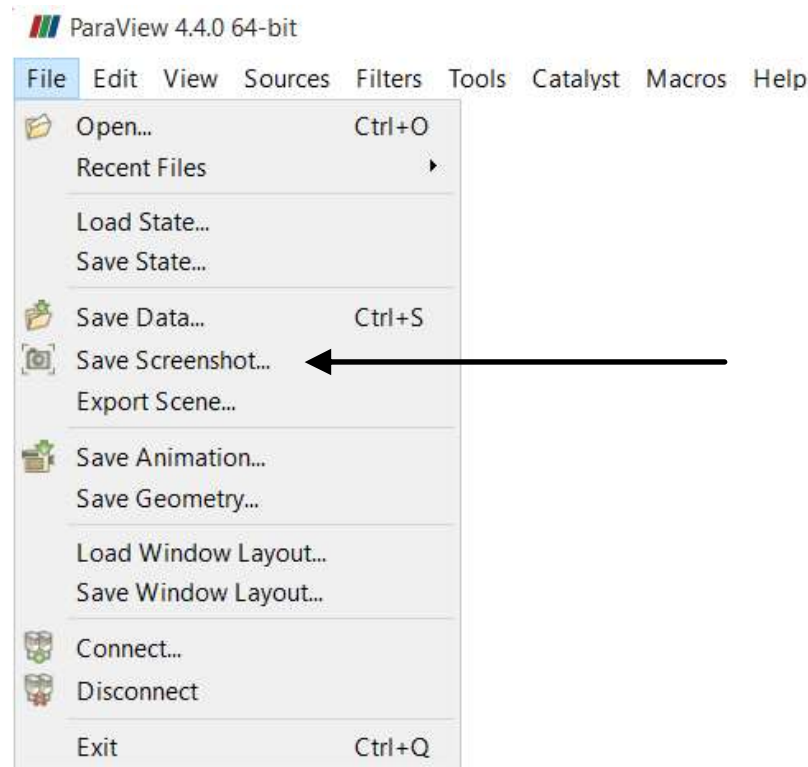 ParaView 4.4.0 64-bit
File Edit View Sources Filters Tools Catalyst Macros Help
Open... Ctrl+O
Recent Files
Load State...
Save State...
Save Data... Ctrl+S
Save Screenshot...
Export Scene...
Save Animation...
Save Geometry...
Load Window Layout...
Save Window Layout...
Connect...
Disconnect
Exit Ctrl+Q